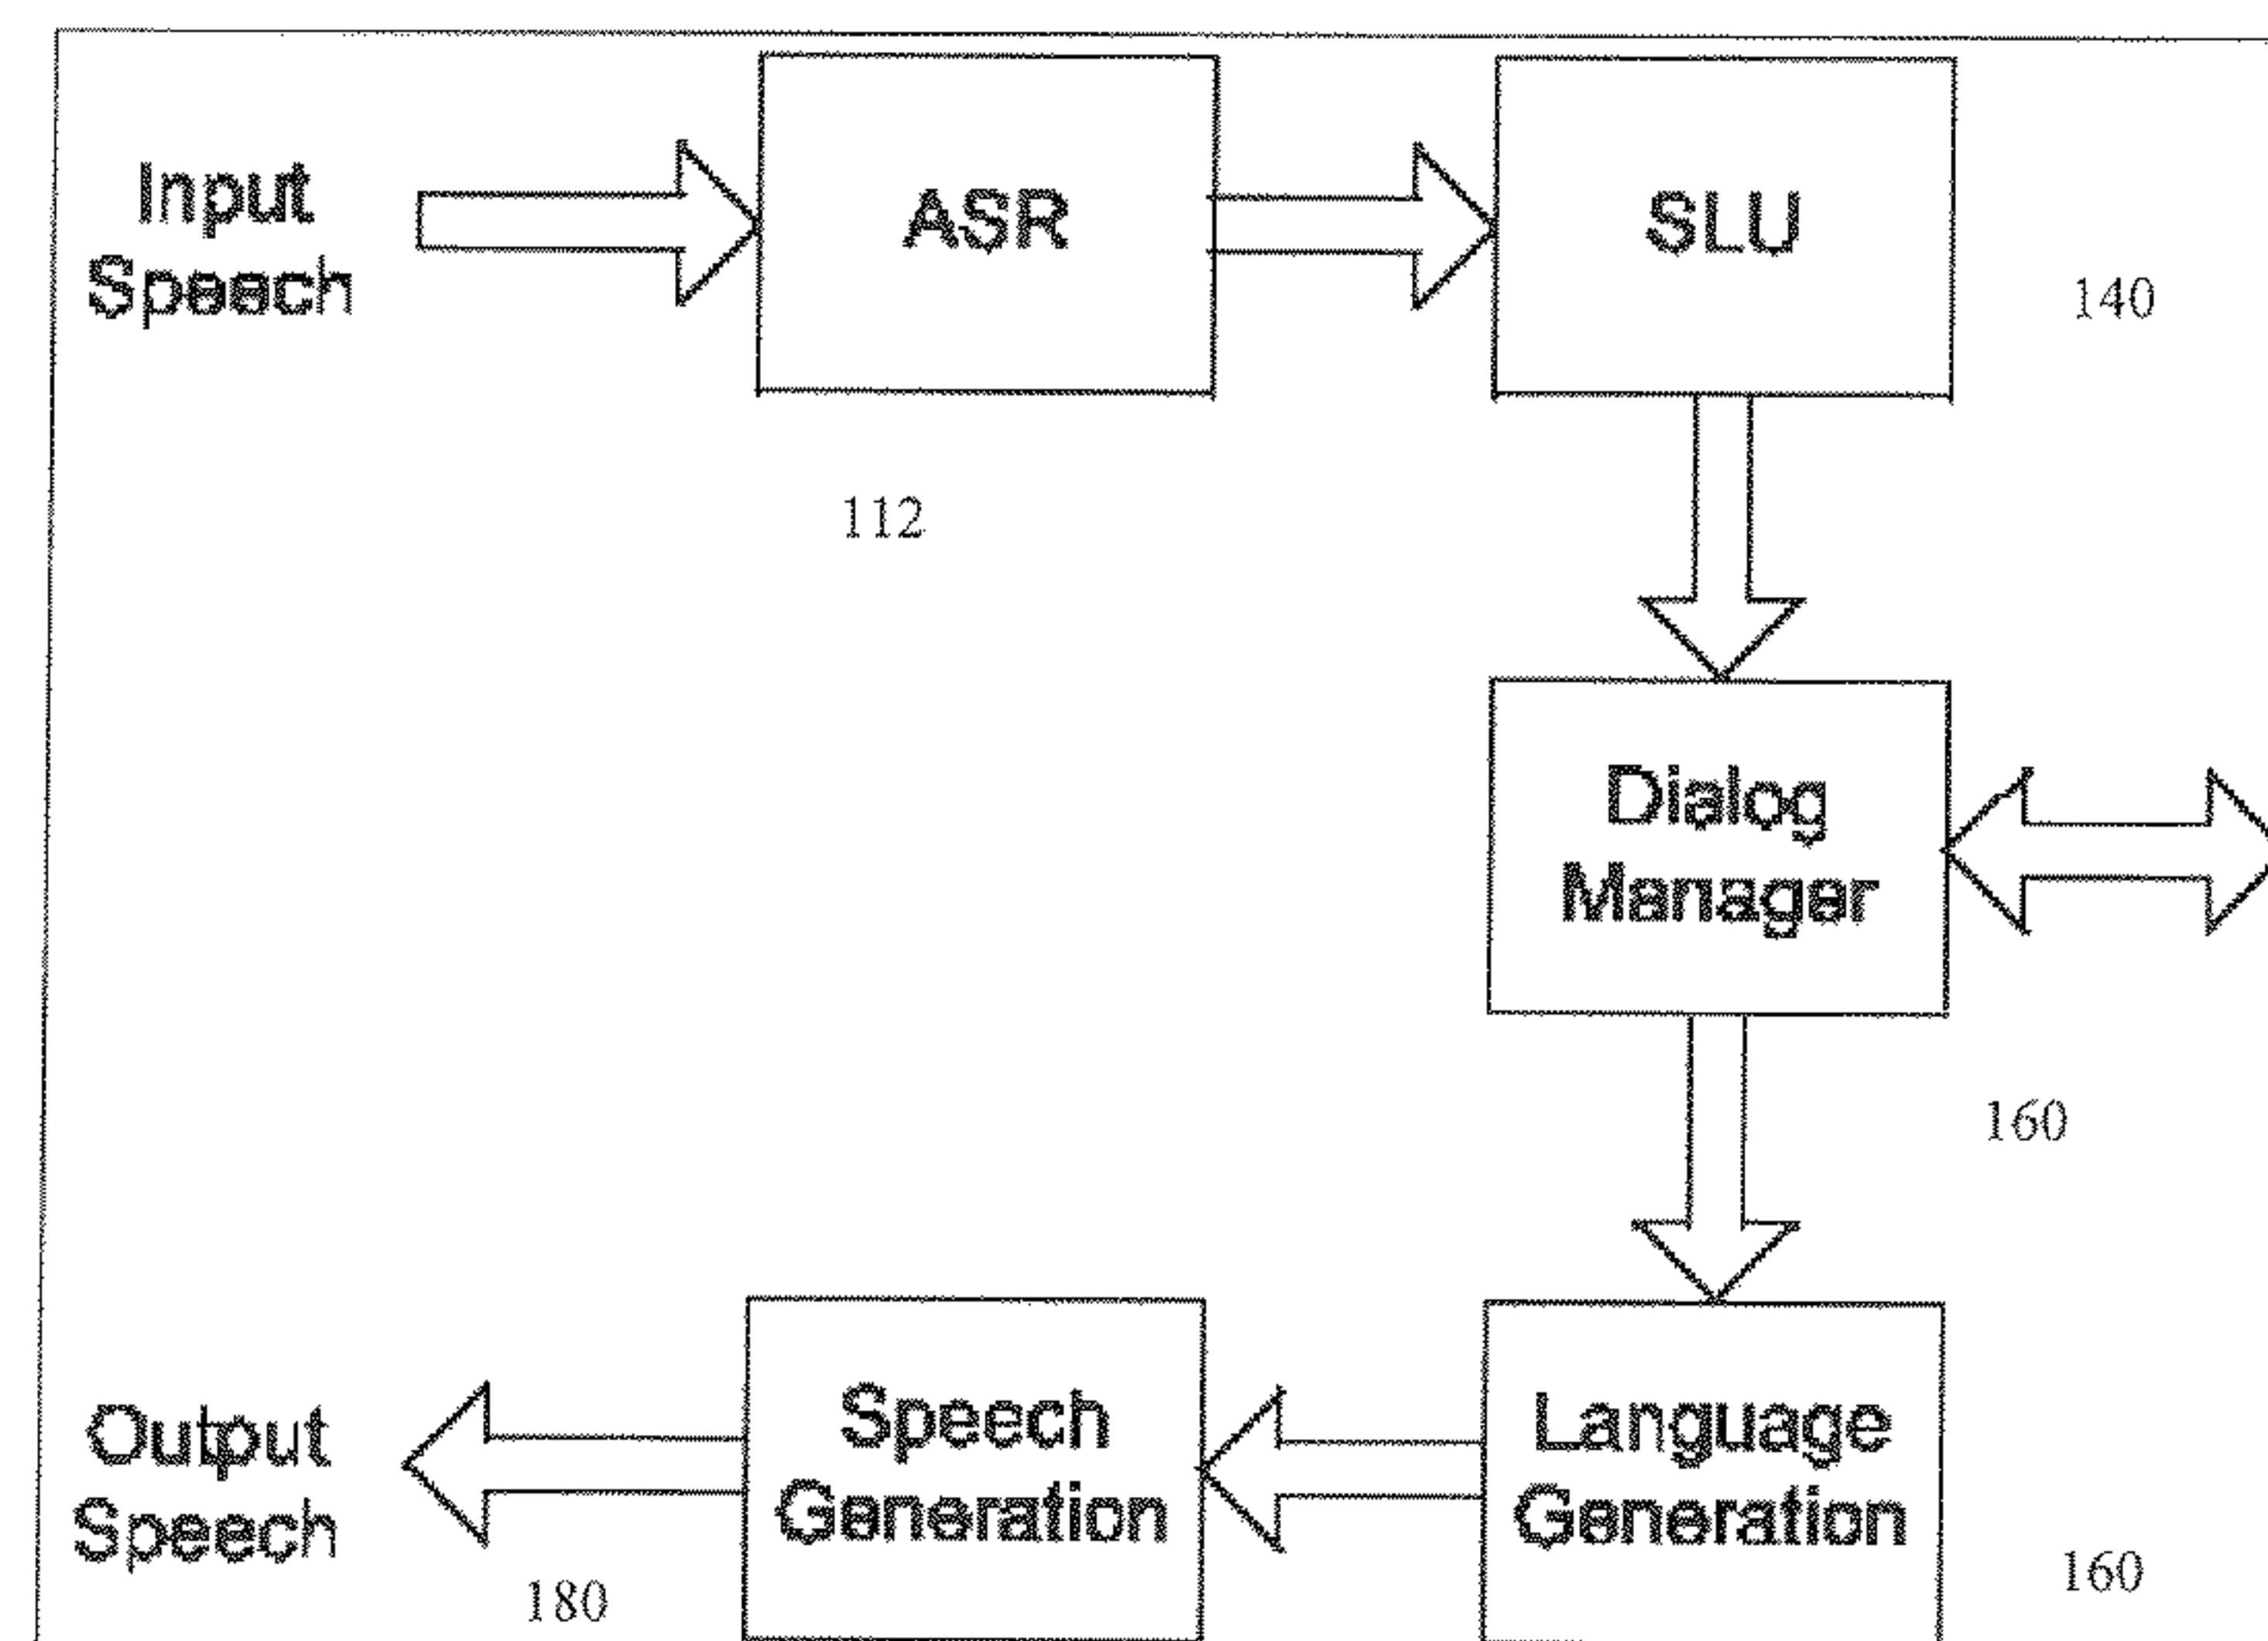 Input
Speech
ASR
SLU
140
112
Dialog
Manager
160
Output
Speech
180
Speech
Generation
Language
Generation
160